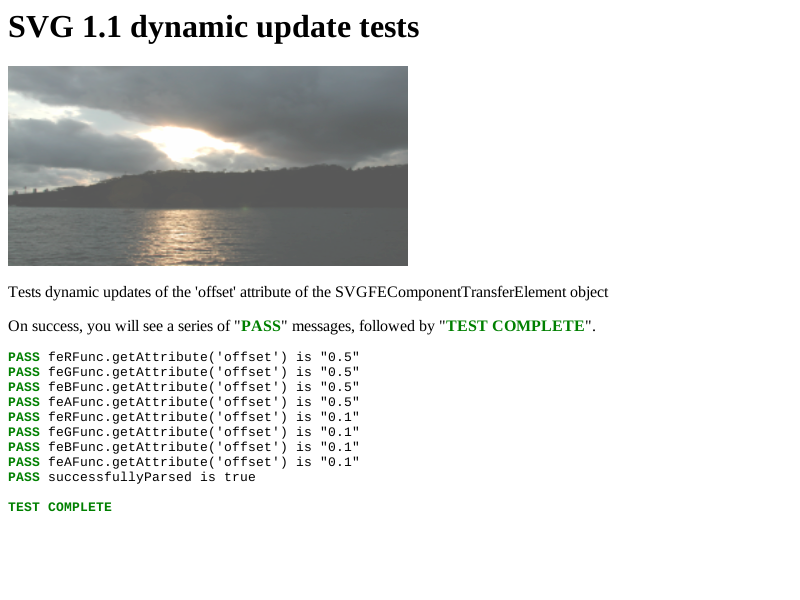 SVG 1.1 dynamic update tests
Tests dynamic updates of the 'offset' attribute of the SVGFEComponentTransferElement object
On success, you will see a series of "PASS" messages, followed by "TEST COMPLETE".
PASS feRFunc.getAttribute('offset') is "0.5"
PASS feGFunc.getAttribute('offset') is "0.5"
PASS feBFunc.getAttribute('offset') is "0.5"
PASS feAFunc.getAttribute('offset') is "0.5"
PASS feRFunc.getAttribute('offset') is "0.1"
PASS feGFunc.getAttribute('offset') is "0.1"
PASS feBFunc.getAttribute('offset') is "0.1"
PASS feAFunc.getAttribute('offset') is "0.1"
PASS successfullyParsed is true
TEST COMPLETE